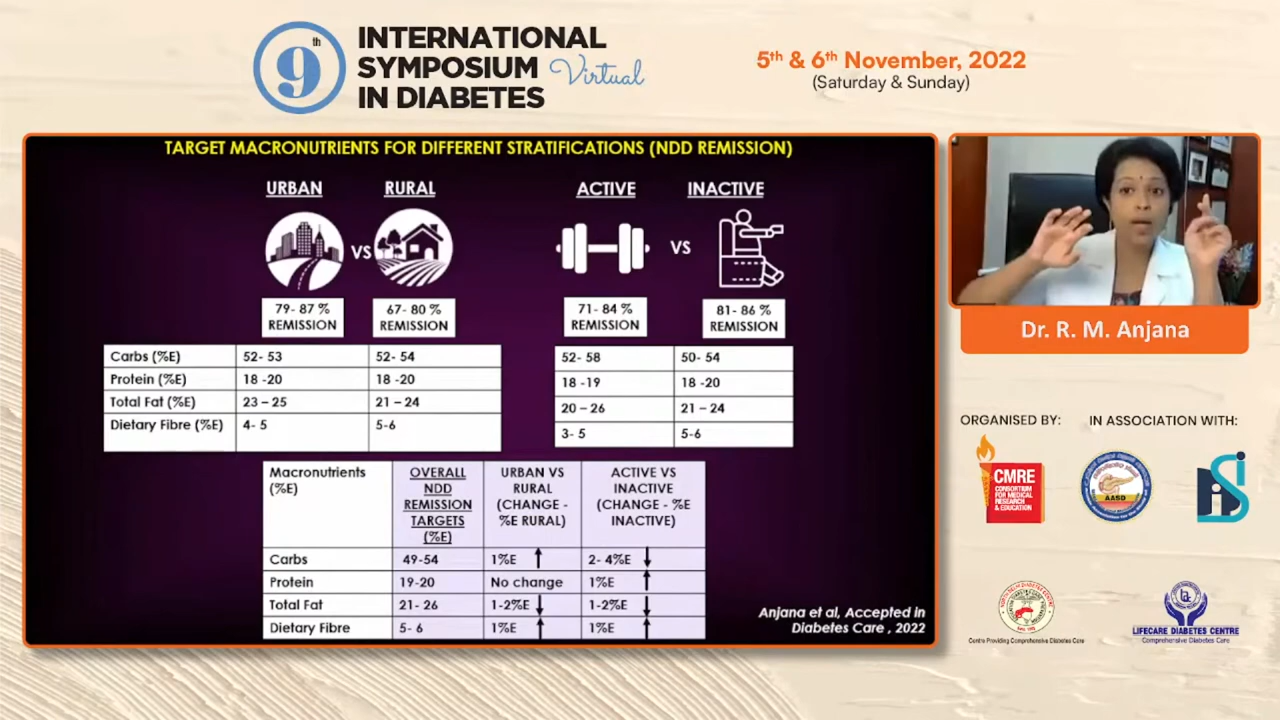 9th
INTERNATIONAL
SYMPOSIUM Virtual
IN DIABETES
5th & 6th November, 2022
(Saturday & Sunday)
TARGET MACRONUTRIENTS FOR DIFFERENT STRATIFICATIONS (NDD REMISSION)
URBAN VS RURAL
79- 87 % REMISSION
67- 80 % REMISSION
Carbs (%E) 52- 53 52- 54
Protein (%E) 18 -20 18 -20
Total Fat (%E) 23 – 25 21 – 24
Dietary Fibre (%E) 4- 5 5-6
ACTIVE VS INACTIVE
71- 84 % REMISSION
81- 86 % REMISSION
52- 58 50- 54
18 -19 18 -20
20 – 26 21 – 24
3- 5 5-6
Macronutrients (%E)
OVERALL NDD REMISSION TARGETS (%E)
URBAN VS RURAL (CHANGE - %E RURAL)
ACTIVE VS INACTIVE (CHANGE - %E INACTIVE)
Carbs 49-54 1%E ↑ 2- 4%E ↓
Protein 19-20 No change 1%E ↑
Total Fat 21- 26 1-2%E ↓ 1-2%E ↓
Dietary Fibre 5- 6 1%E ↑ 1%E ↑
Anjana et al, Accepted in
Diabetes Care , 2022
Dr. R. M. Anjana
ORGANISED BY:
CMRE
CONSORTIUM
FOR MEDICAL
RESEARCH
& EDUCATION
IN ASSOCIATION WITH:
AASD
Centre Providing Comprehensive Diabetes Care
LIFECARE DIABETES CENTRE
Comprehensive Diabetes Care